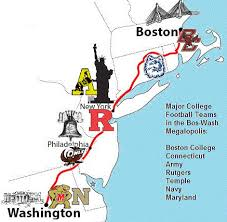 Boston
BC
A
New York
R
Philadelphia
M
N
Washington
Major College
Football Teams
in the Bos-Wash
Megalopolis:
Boston College
Connecticut
Army
Rutgers
Temple
Navy
Maryland